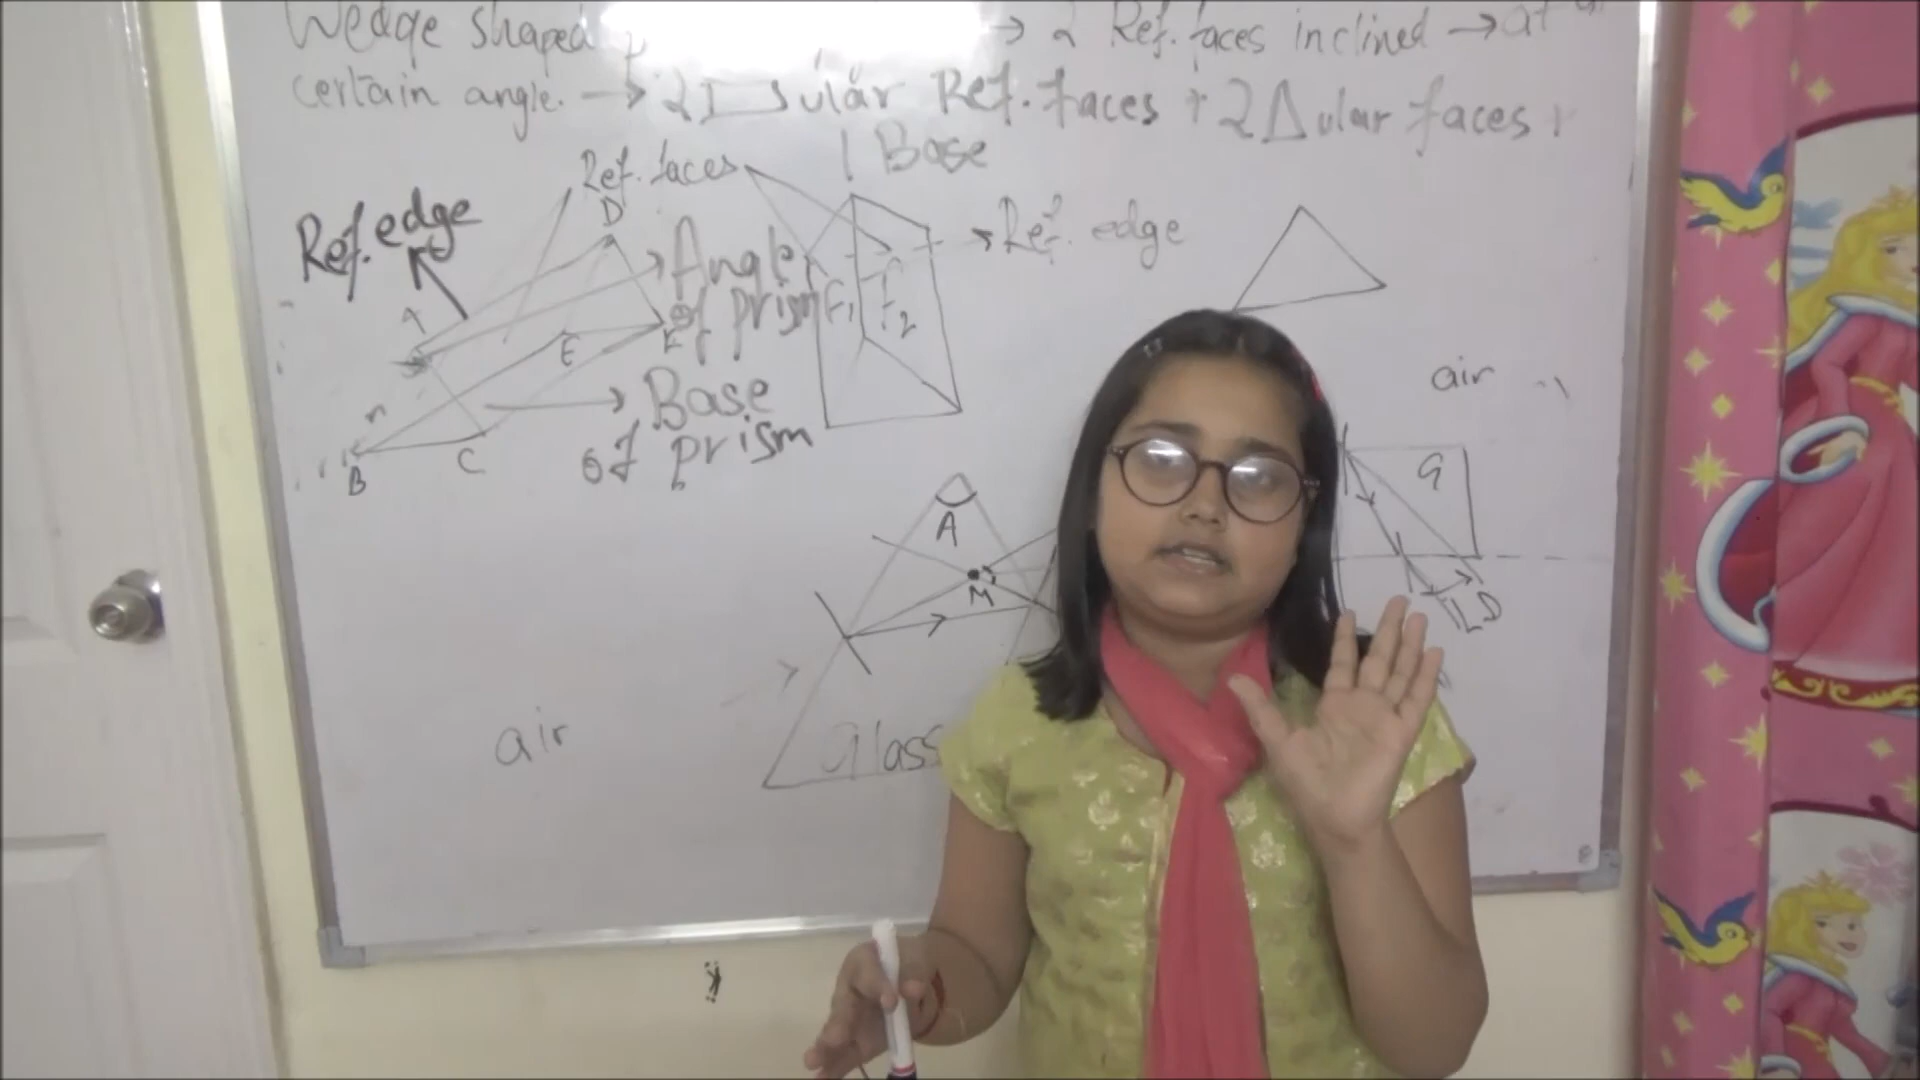 Wedge shaped → 2 Ref. faces inclined → at
certain angle. → 2 ▭ular Ref. faces + 2 Δular faces +
1 Base
Ref. faces
Ref. edge
D
Angle
of prism
→ Ref. edge
A
F1
F2
E
F
Base
of prism
B
C
air
G
A
M
LD
air
Glass